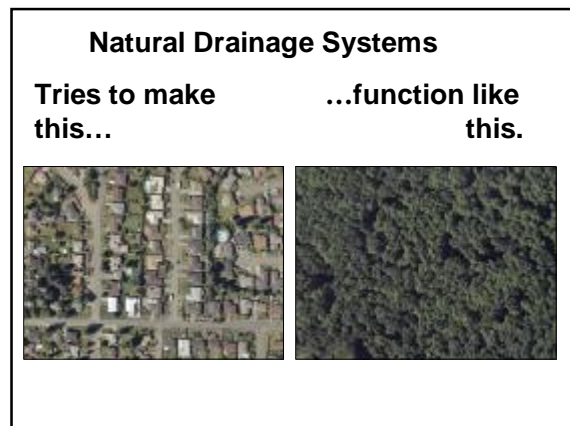 Natural Drainage Systems
Tries to make
this…
…function like
this.